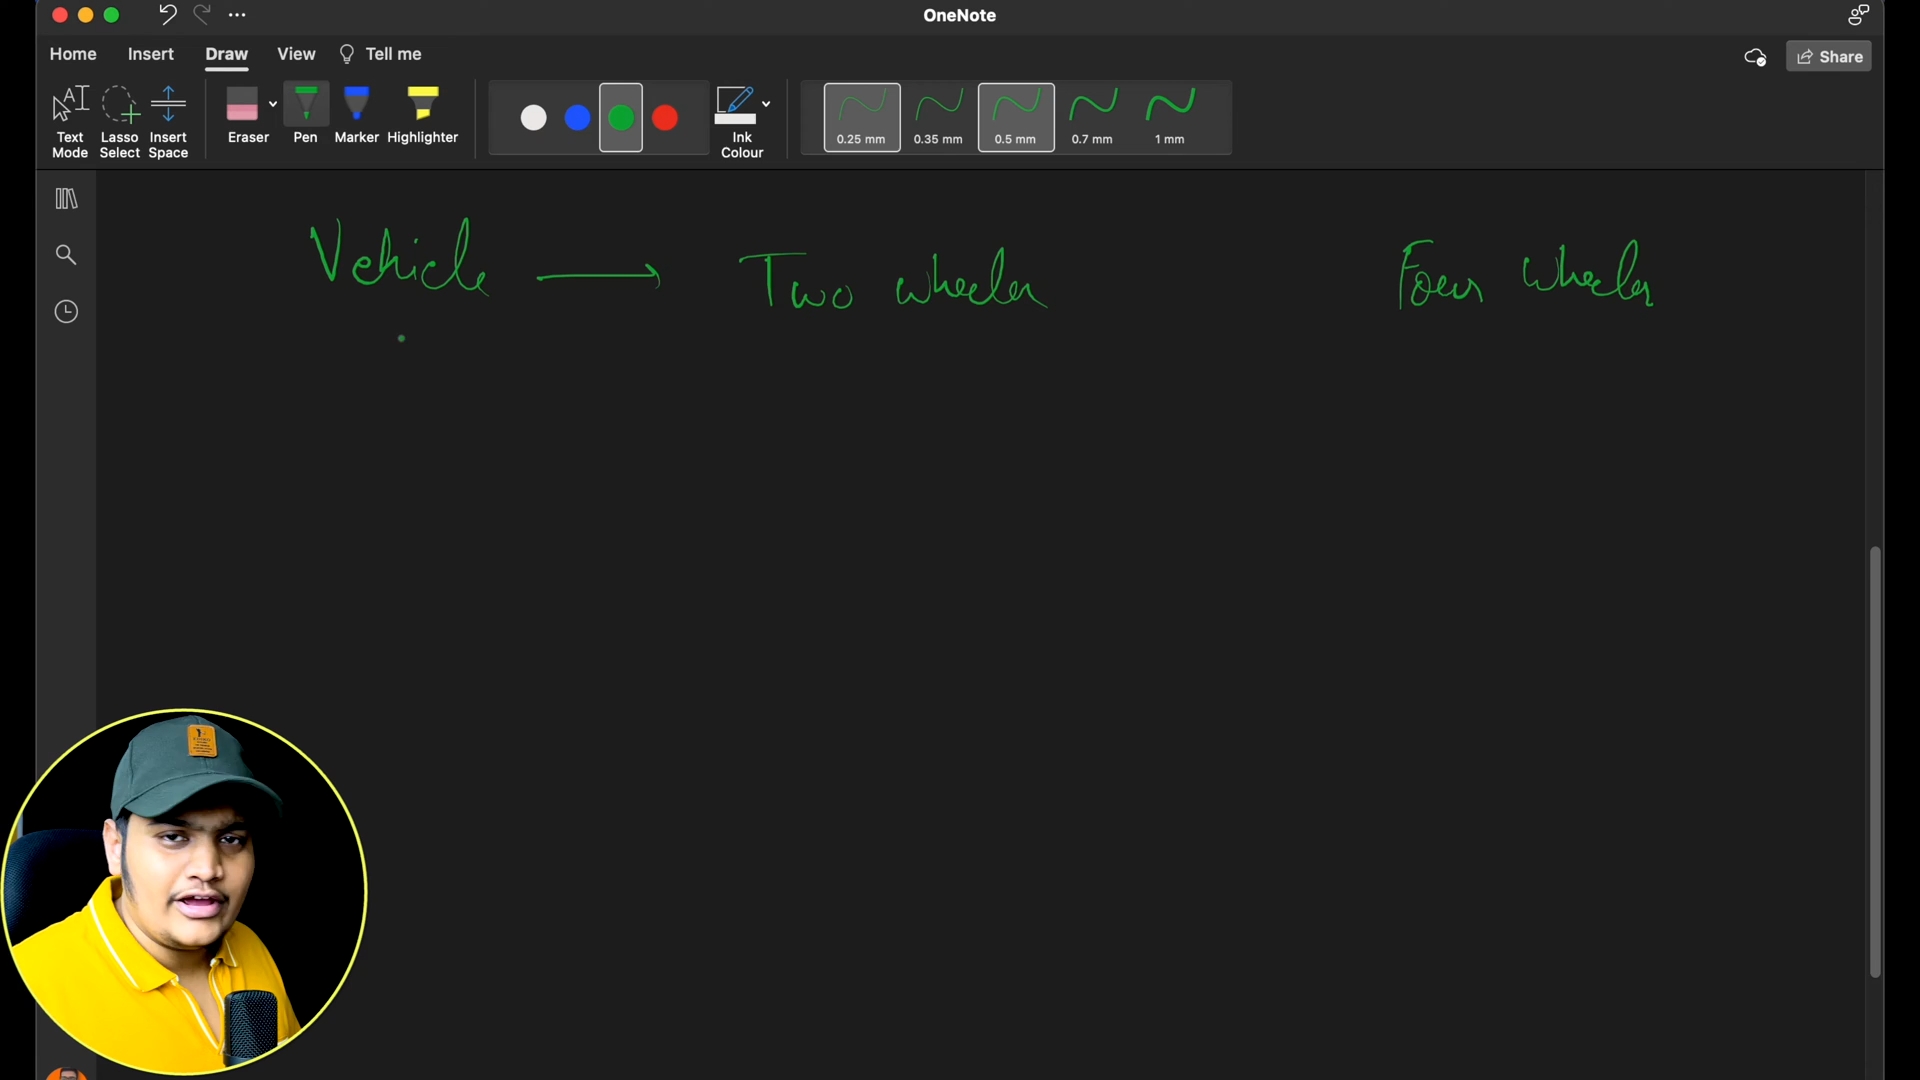 OneNote
Home Insert Draw View Tell me Share
Text Mode Lasso Select Insert Space Eraser Pen Marker Highlighter Ink Colour 0.25 mm 0.35 mm 0.5 mm 0.7 mm 1 mm
Vehicle → Two wheeler Four wheeler